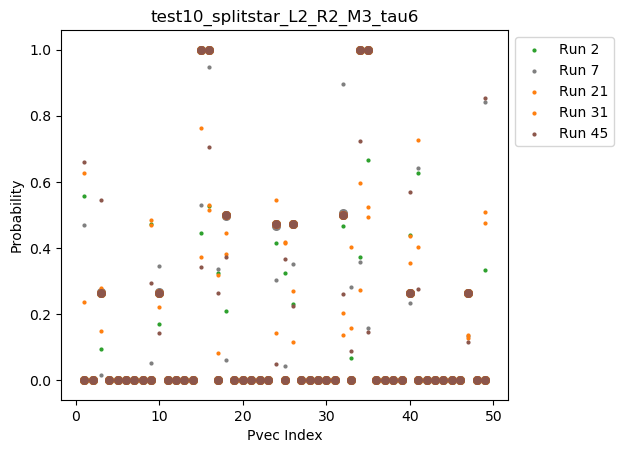 test10_splitstar_L2_R2_M3_tau6
1.0
0.8
0.6
0.4
0.2
0.0
Probability
0
10
20
30
40
50
Pvec Index
Run 2
Run 7
Run 21
Run 31
Run 45